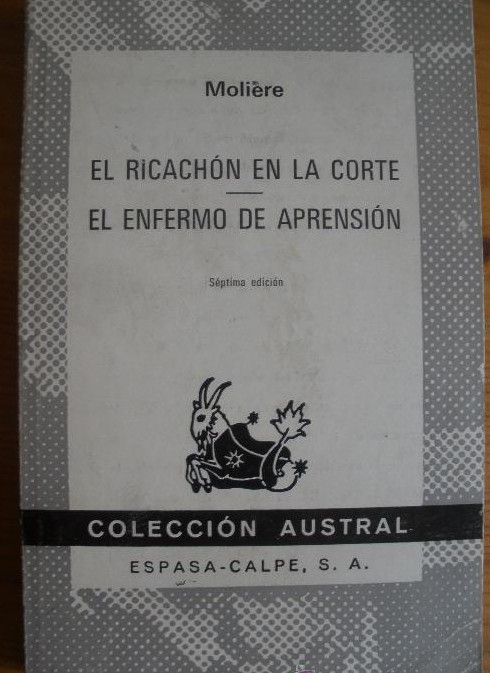 Molière
EL RICACHÓN EN LA CORTE
EL ENFERMO DE APRENSIÓN
Séptima edición
COLECCIÓN AUSTRAL
ESPASA-CALPE, S. A.